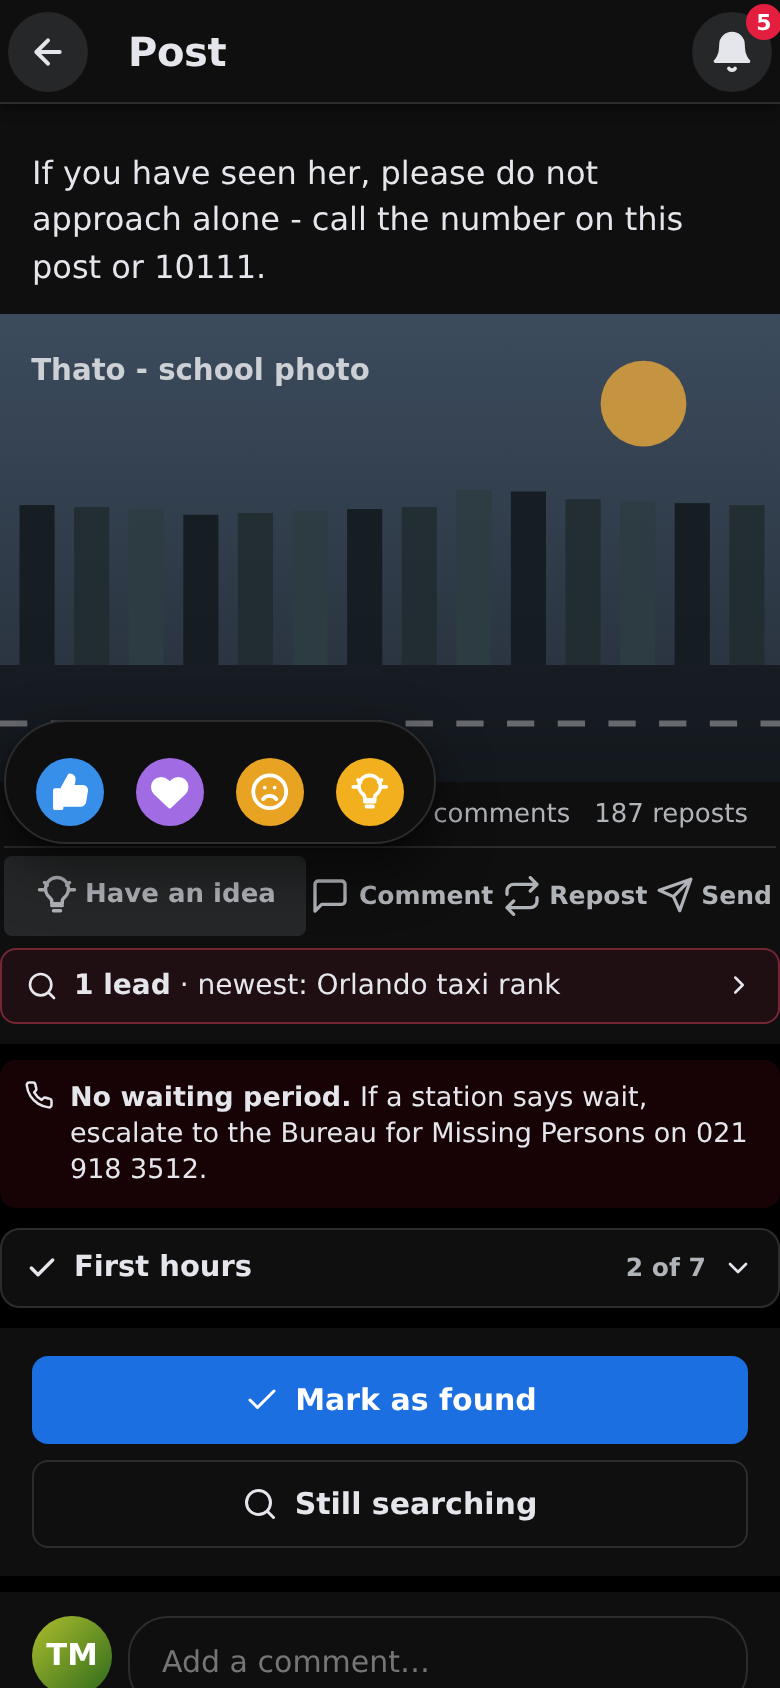 Post
5
If you have seen her, please do not
approach alone - call the number on this
post or 10111.
Thato - school photo
comments 187 reposts
Have an idea Comment Repost Send
1 lead · newest: Orlando taxi rank
No waiting period. If a station says wait,
escalate to the Bureau for Missing Persons on 021
918 3512.
First hours 2 of 7
Mark as found
Still searching
TM Add a comment...